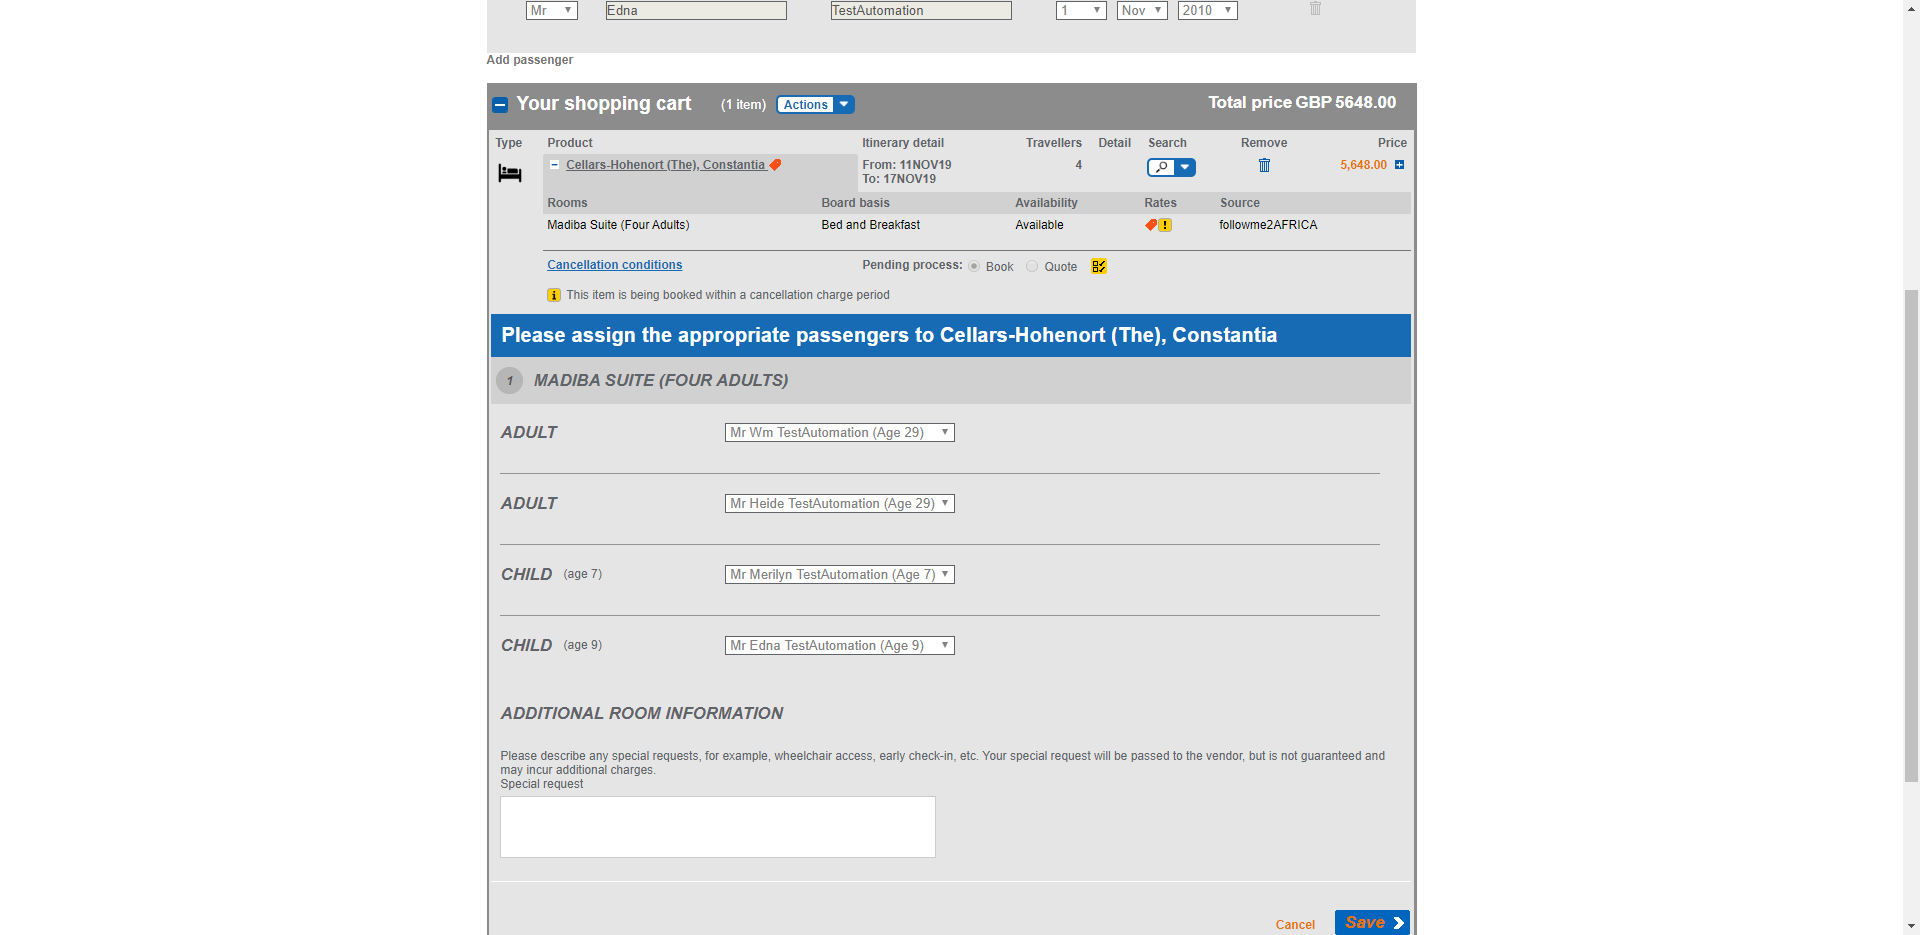 Mr Edna TestAutomation 1 Nov 2010
Add passenger
Your shopping cart (1 item) Actions Total price GBP 5648.00
Type Product Itinerary detail Travellers Detail Search Remove Price
Cellars-Hohenort (The), Constantia From: 11NOV19 4 5,648.00
To: 17NOV19
Rooms Board basis Availability Rates Source
Madiba Suite (Four Adults) Bed and Breakfast Available followme2AFRICA
Cancellation conditions Pending process: Book Quote
This item is being booked within a cancellation charge period
Please assign the appropriate passengers to Cellars-Hohenort (The), Constantia
1 MADIBA SUITE (FOUR ADULTS)
ADULT Mr Wm TestAutomation (Age 29)
ADULT Mr Heide TestAutomation (Age 29)
CHILD (age 7) Mr Merilyn TestAutomation (Age 7)
CHILD (age 9) Mr Edna TestAutomation (Age 9)
ADDITIONAL ROOM INFORMATION
Please describe any special requests, for example, wheelchair access, early check-in, etc. Your special request will be passed to the vendor, but is not guaranteed and
may incur additional charges.
Special request
Cancel Save